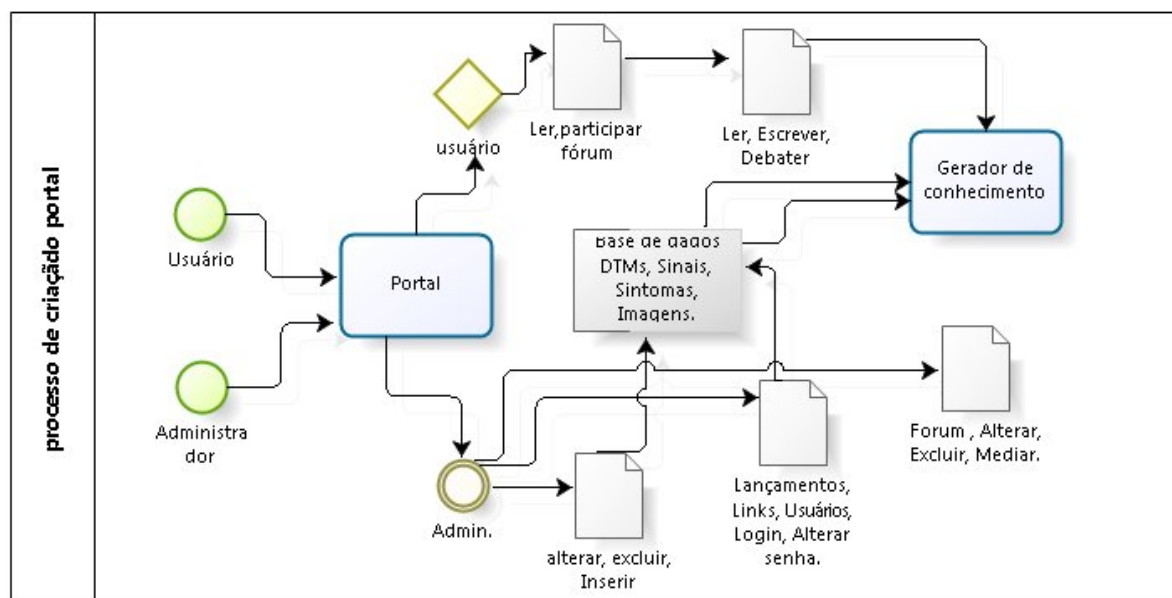 processo de criação portal
usuário
Ler,participar
fórum
Ler, Escrever,
Debater
Gerador de
conhecimento
Usuário
Portal
Base de dados
DTMs, Sinais,
Sintomas,
Imagens.
Administra
dor
Admin.
alterar, excluir,
Inserir
Lançamentos,
Links, Usuários,
Login, Alterar
senha.
Forum , Alterar,
Excluir, Mediar.